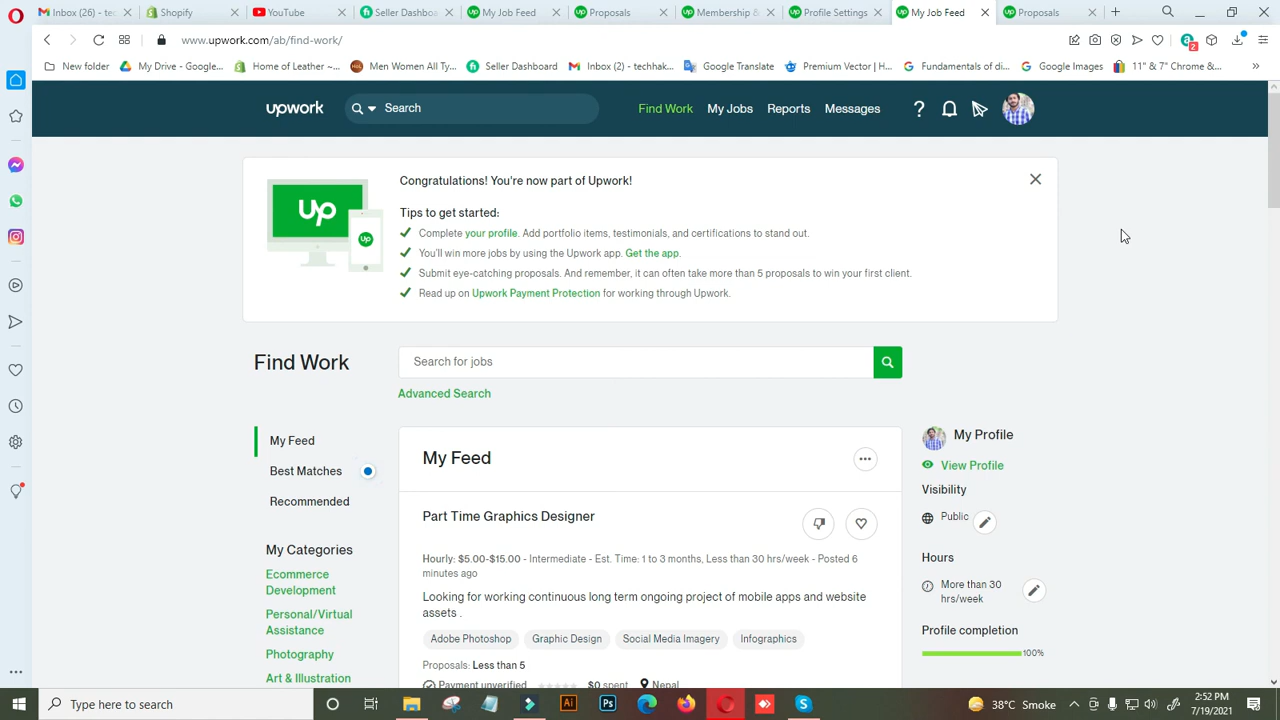 Inbox (26) - tec
Shopify
YouTube
Seller Dashboa
My Job Feed
Proposals
Membership &
Profile Settings
My Job Feed
Proposals
www.upwork.com/ab/find-work/
2
New folder
My Drive - Google...
Home of Leather ~...
Men Women All Ty...
Seller Dashboard
Inbox (2) - techhak...
Google Translate
Premium Vector | H...
Fundamentals of di...
Google Images
11 &7" Chrome &...
upwork
Search
Find Work
My Jobs
Reports
Messages
Up
Up
Congratulations! You're now part of Upwork!
Tips to get started:
Complete your profile. Add portfolio items, testimonials, and certifications to stand out.
You'll win more jobs by using the Upwork app. Get the app.
Submit eye-catching proposals. And remember, it can often take more than 5 proposals to win your first client.
Read up on Upwork Payment Protection for working through Upwork.
Find Work
Search for jobs
Advanced Search
My Feed
Best Matches
Recommended
My Categories
Ecommerce
Development
Personal/Virtual
Assistance
Photography
Art & Illustration
My Feed
Part Time Graphics Designer
Hourly: $5.00-$15.00 - Intermediate - Est. Time: 1 to 3 months, Less than 30 hrs/week - Posted 6
minutes ago
Looking for working continuous long term ongoing project of mobile apps and website
assets .
Adobe Photoshop
Graphic Design
Social Media Imagery
Infographics
Proposals: Less than 5
Payment unverified
$0 spent
Nepal
My Profile
View Profile
Visibility
Public
Hours
More than 30
hrs/week
Profile completion
100%
Type here to search
Ai
Ps
38°C Smoke
2:52 PM
7/19/2021